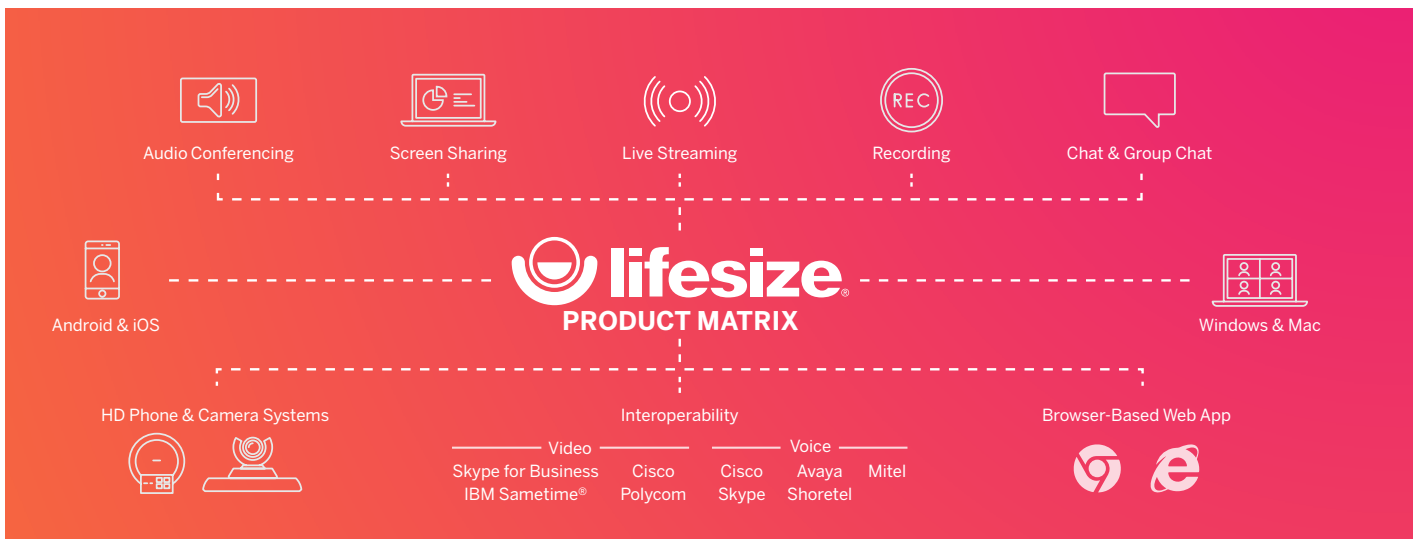 REC
Audio Conferencing
Screen Sharing
Live Streaming
Recording
Chat & Group Chat
lifesize®
PRODUCT MATRIX
Android & iOS
Windows & Mac
HD Phone & Camera Systems
Interoperability
Browser-Based Web App
Video
Voice
Skype for Business Cisco
IBM Sametime® Polycom
Cisco Avaya Mitel
Skype Shoretel